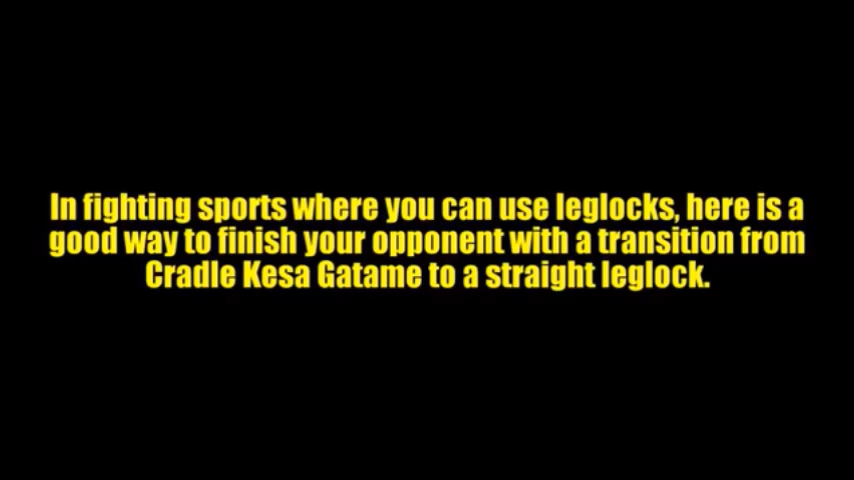 In fighting sports where you can use leglocks, here is a
good way to finish your opponent with a transition from
Cradle Kesa Gatame to a straight leglock.